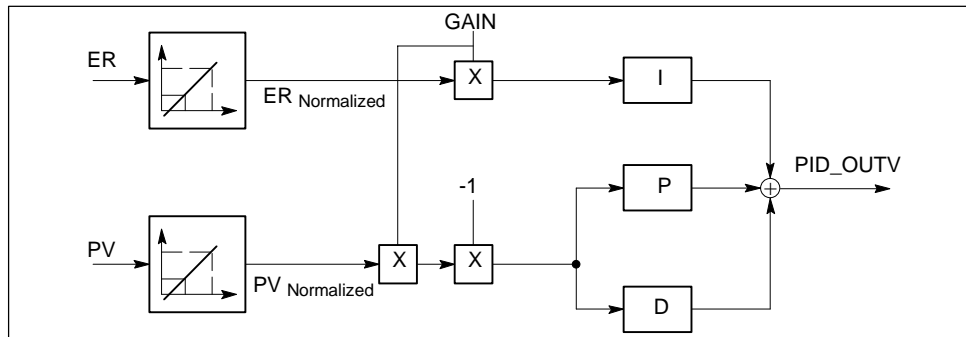 GAIN
ER
X
I
ER Normalized
PID_OUTV
-1
P
+
PV
X
X
PV Normalized
D